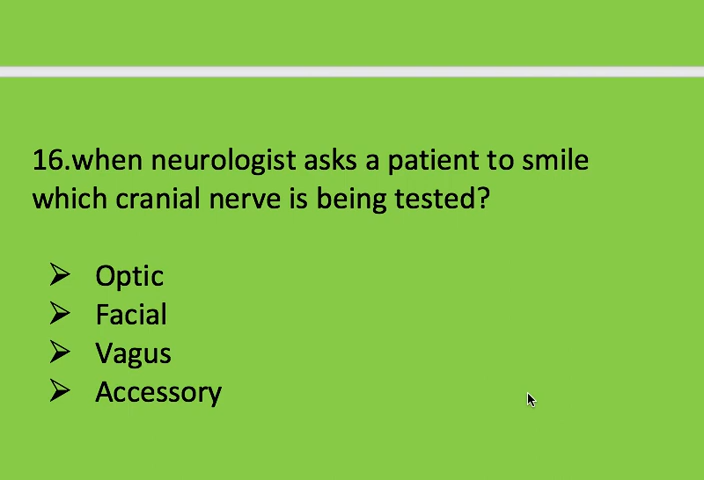 16.when neurologist asks a patient to smile
which cranial nerve is being tested?
➢ Optic
➢ Facial
➢ Vagus
➢ Accessory